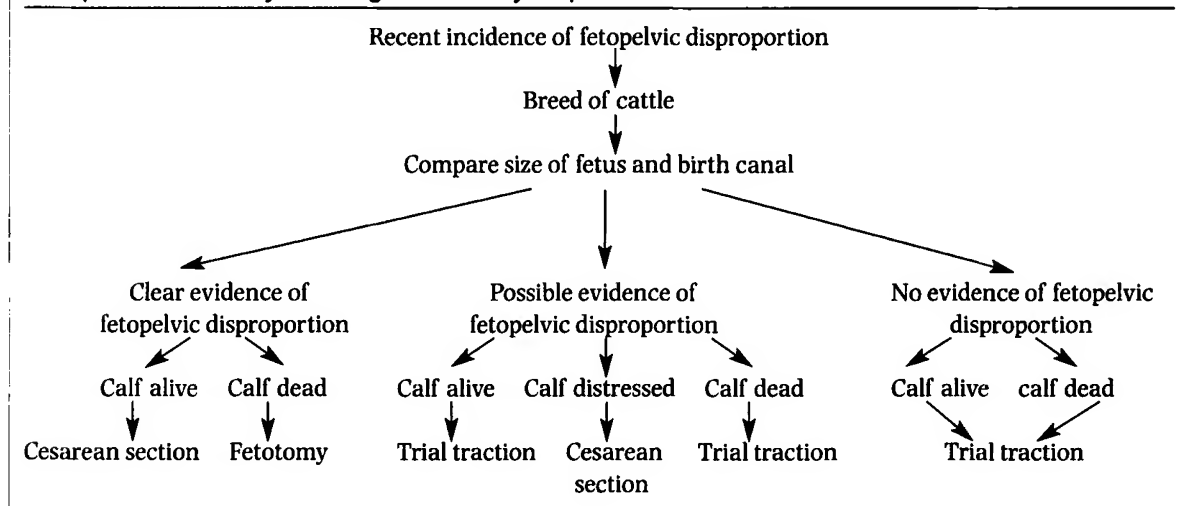 Recent incidence of fetopelvic disproportion
Breed of cattle
Compare size of fetus and birth canal
Clear evidence of
fetopelvic disproportion
Possible evidence of
fetopelvic disproportion
No evidence of fetopelvic
disproportion
Calf alive
Calf dead
Calf alive
Calf distressed
Calf dead
Calf alive
calf dead
Cesarean section
Fetotomy
Trial traction
Cesarean
section
Trial traction
Trial traction